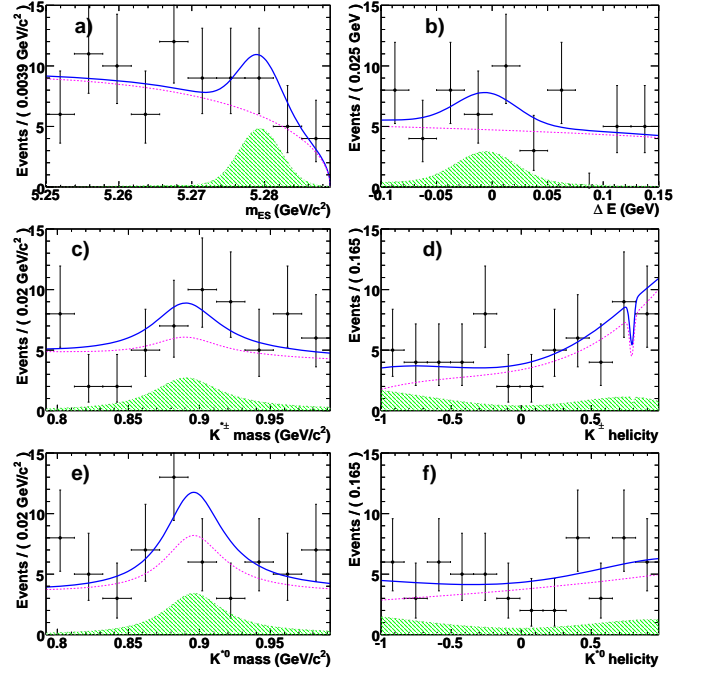 a)
Events / ( 0.0039 GeV/c²)
15
10
5
0
5.25 5.26 5.27 5.28
m_ES (GeV/c²)
b)
Events / ( 0.025 GeV)
15
10
5
0
-0.1 -0.05 0 0.05 0.1 0.15
Δ E (GeV)
c)
Events / ( 0.02 GeV/c²)
15
10
5
0
0.8 0.85 0.9 0.95
K*± mass (GeV/c²)
d)
Events / ( 0.165)
15
10
5
0
-1 -0.5 0 0.5
K*± helicity
e)
Events / ( 0.02 GeV/c²)
15
10
5
0
0.8 0.85 0.9 0.95
K*0 mass (GeV/c²)
f)
Events / ( 0.165)
15
10
5
0
-1 -0.5 0 0.5
K*0 helicity